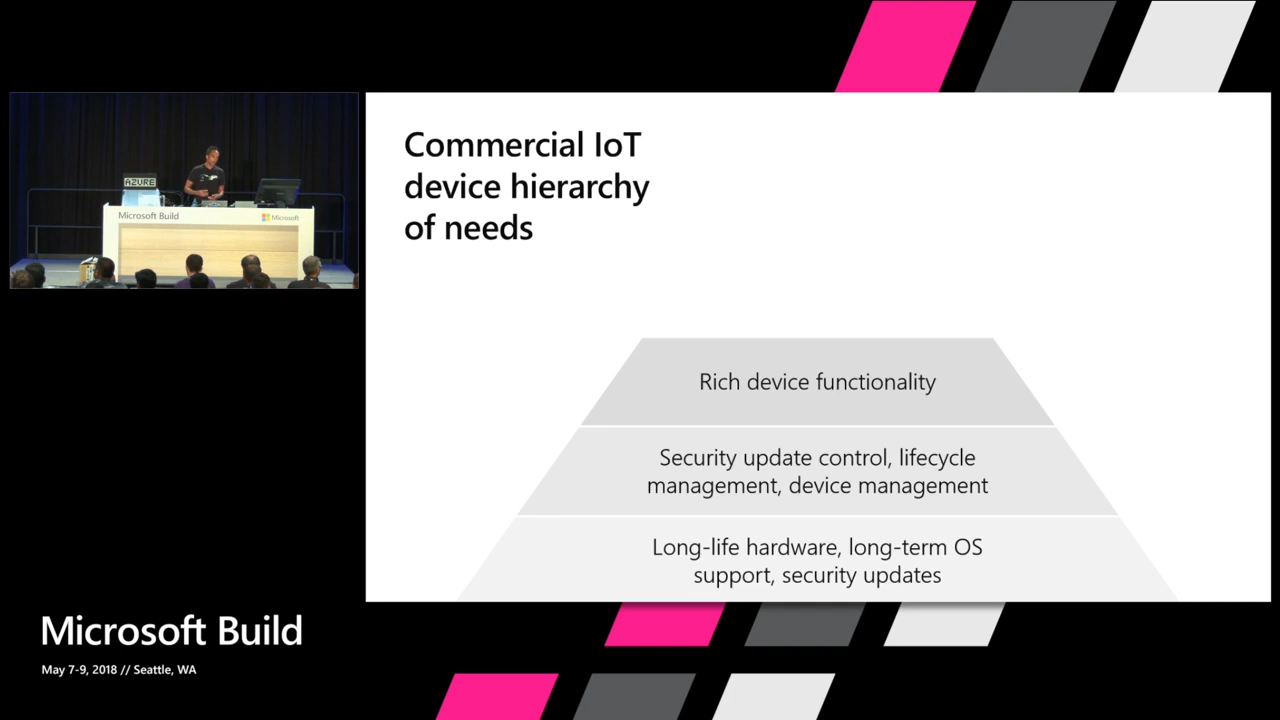 AZURE
Microsoft Build
Microsoft
Commercial IoT
device hierarchy
of needs
Rich device functionality
Security update control, lifecycle
management, device management
Long-life hardware, long-term OS
support, security updates
Microsoft Build
May 7-9, 2018 // Seattle, WA